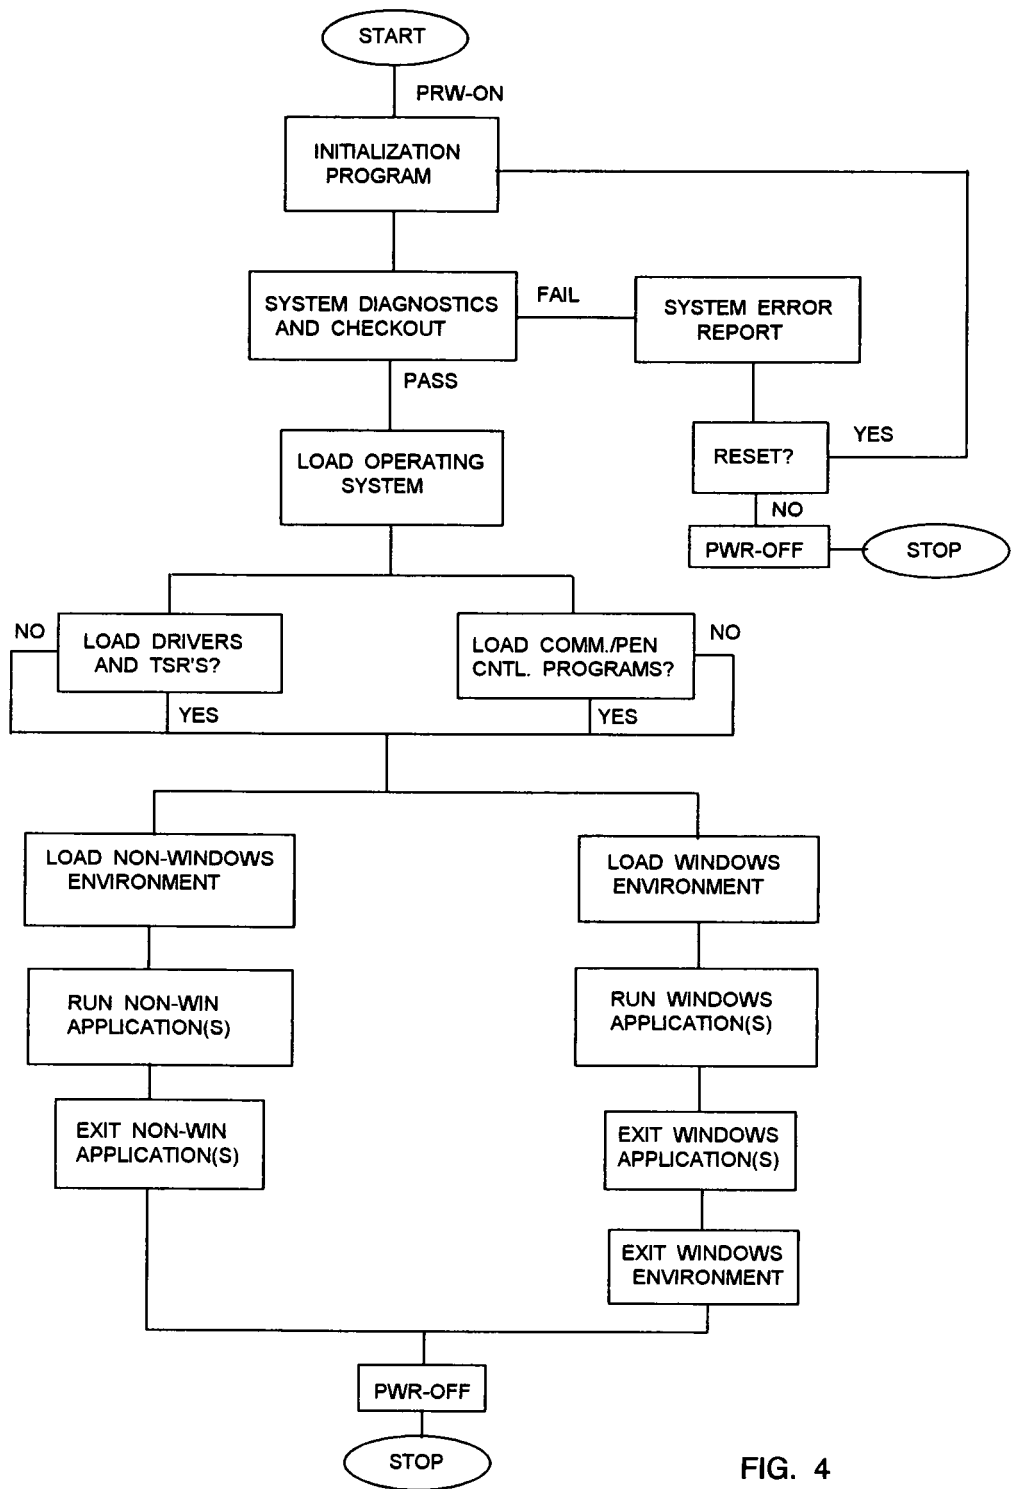 START
PRW-ON
INITIALIZATION
PROGRAM
SYSTEM DIAGNOSTICS
AND CHECKOUT
FAIL
SYSTEM ERROR
REPORT
PASS
RESET?
YES
LOAD OPERATING
SYSTEM
NO
PWR-OFF
STOP
NO
LOAD DRIVERS
AND TSR'S?
YES
LOAD COMM./PEN
CNTL. PROGRAMS?
NO
YES
LOAD NON-WINDOWS
ENVIRONMENT
LOAD WINDOWS
ENVIRONMENT
RUN NON-WIN
APPLICATION(S)
RUN WINDOWS
APPLICATION(S)
EXIT NON-WIN
APPLICATION(S)
EXIT WINDOWS
APPLICATION(S)
EXIT WINDOWS
ENVIRONMENT
PWR-OFF
STOP
FIG. 4